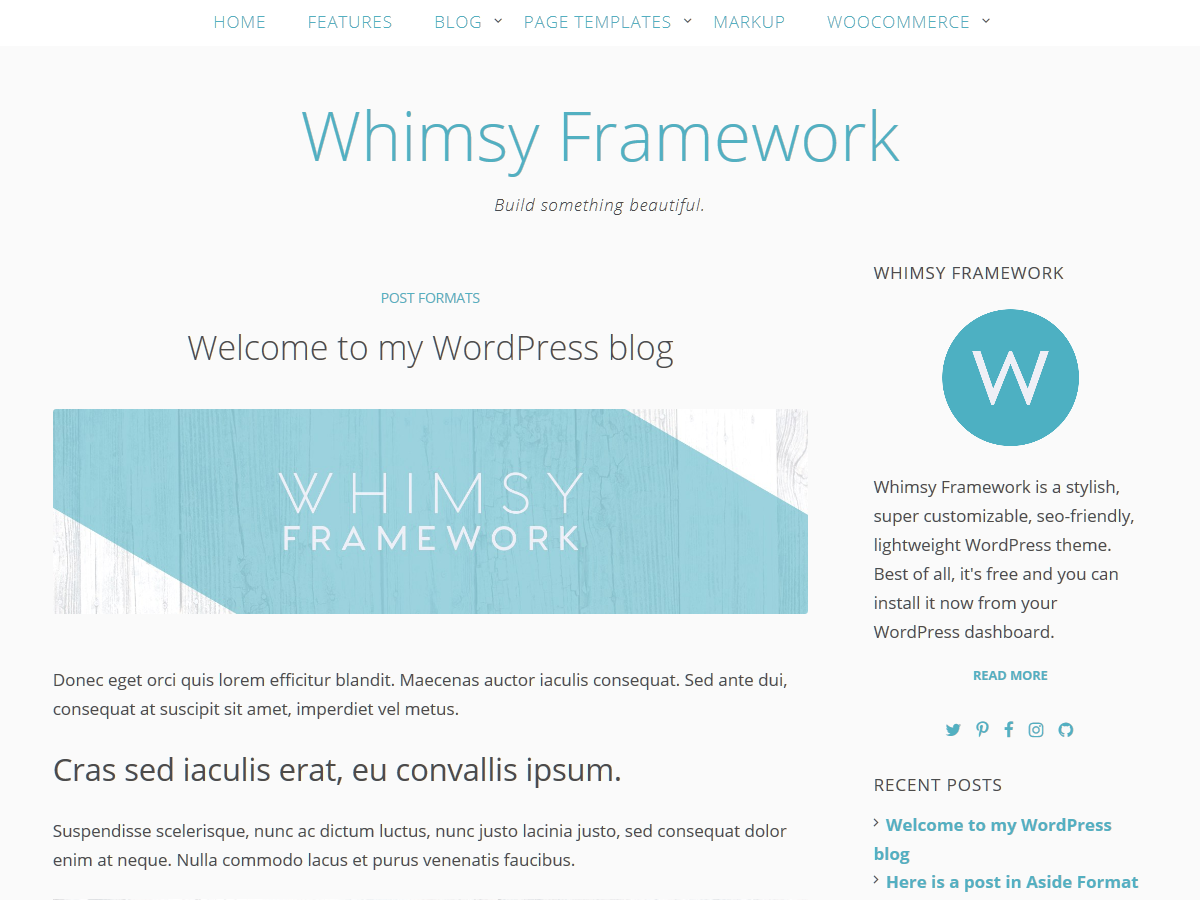 HOME FEATURES BLOG PAGE TEMPLATES MARKUP WOOCOMMERCE
Whimsy Framework
Build something beautiful.
POST FORMATS
Welcome to my WordPress blog
WHIMSY
FRAMEWORK
Donec eget orci quis lorem efficitur blandit. Maecenas auctor iaculis consequat. Sed ante dui,
consequat at suscipit sit amet, imperdiet vel metus.
Cras sed iaculis erat, eu convallis ipsum.
Suspendisse scelerisque, nunc ac dictum luctus, nunc justo lacinia justo, sed consequat dolor
enim at neque. Nulla commodo lacus et purus venenatis faucibus.
WHIMSY FRAMEWORK
W
Whimsy Framework is a stylish,
super customizable, seo-friendly,
lightweight WordPress theme.
Best of all, it's free and you can
install it now from your
WordPress dashboard.
READ MORE
RECENT POSTS
Welcome to my WordPress
blog
Here is a post in Aside Format